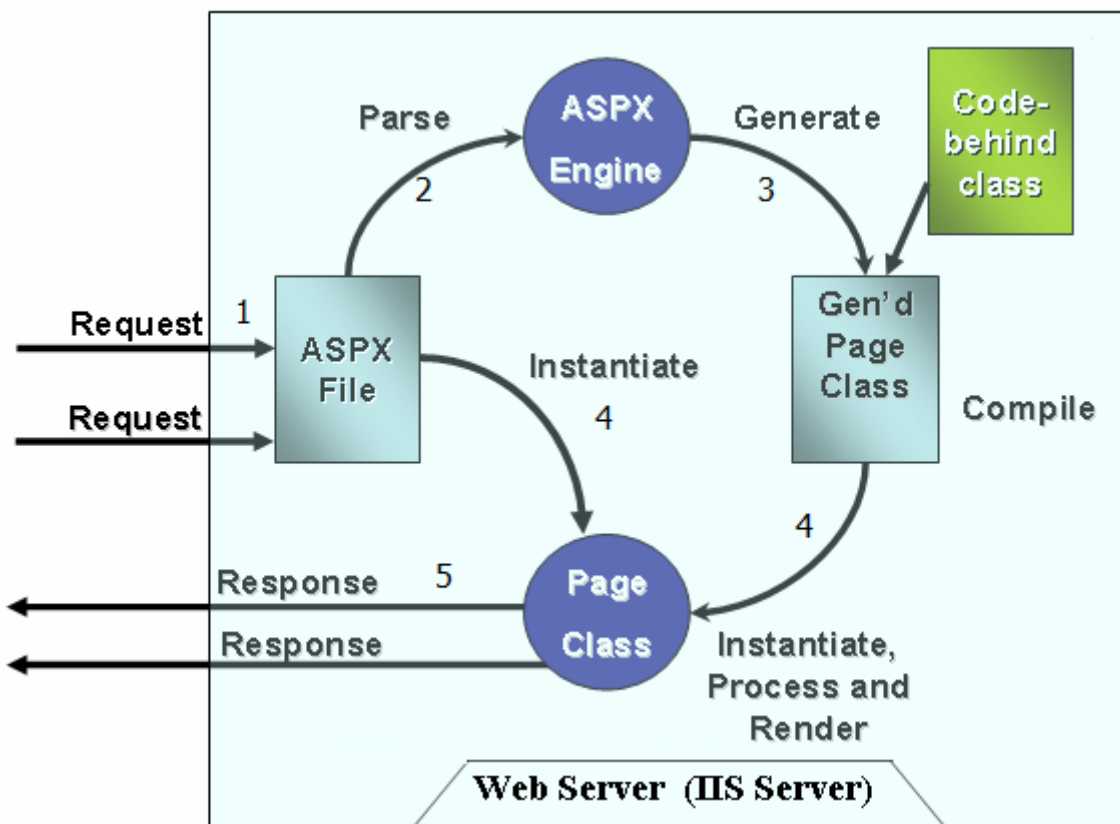 Parse
ASPX
Engine
Generate
Code-
behind
class
2
3
Request
1
ASPX
File
Gen'd
Page
Class
Instantiate
Request
4
Compile
4
Response
5
Page
Class
Response
Instantiate,
Process and
Render
Web Server (IIS Server)